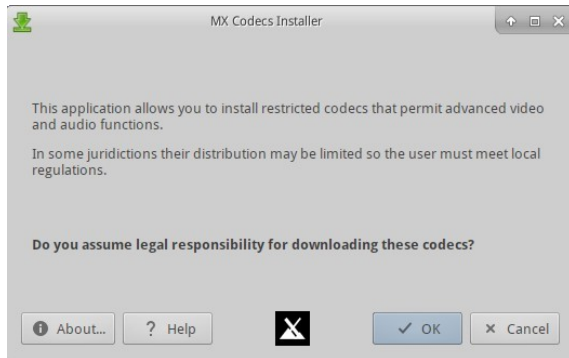 MX Codecs Installer
This application allows you to install restricted codecs that permit advanced video
and audio functions.
In some juridictions their distribution may be limited so the user must meet local
regulations.
Do you assume legal responsibility for downloading these codecs?
About...
? Help
OK
Cancel